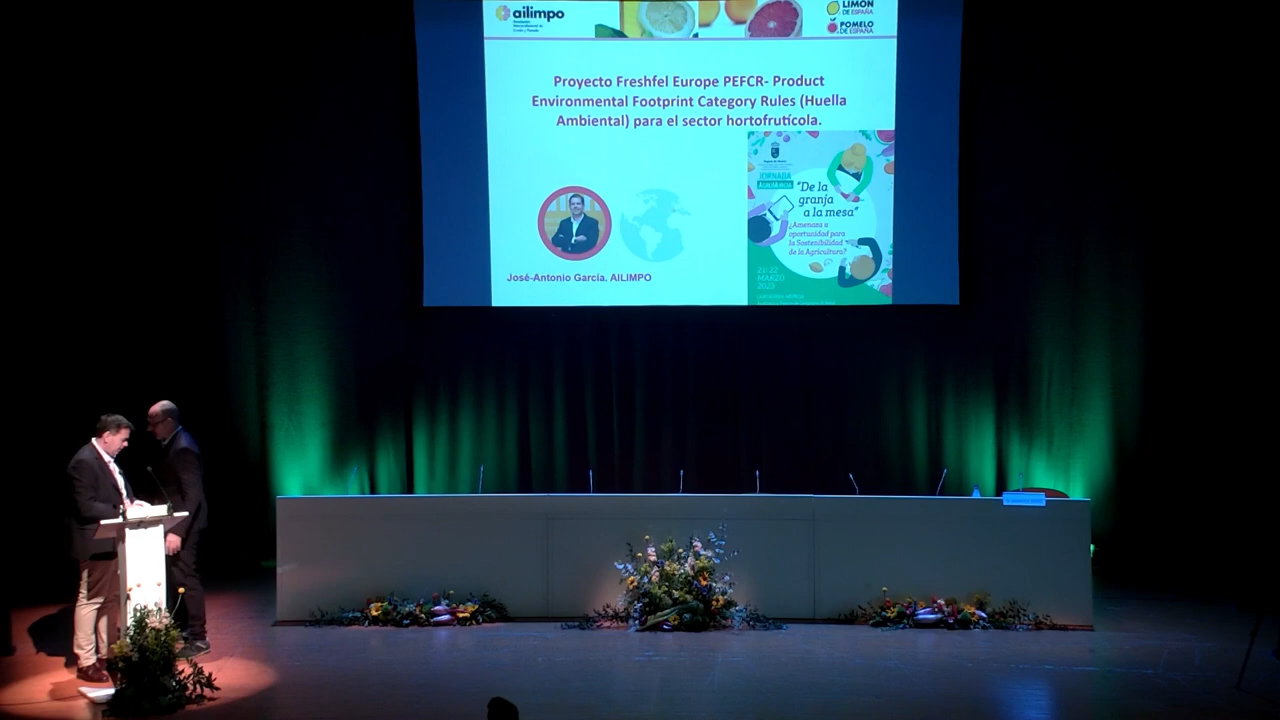 ailimpo
LIMON
DE ESPAÑA
POMELO
DE ESPAÑA
Proyecto Freshfel Europe PEFCR- Product
Environmental Footprint Category Rules (Huella
Ambiental) para el sector hortofrutícola.
José-Antonio García. AILIMPO
JORNADA
"De la
granja
a la mesa"
¿Amenaza u
oportunidad para
la Sostenibilidad
de la Agricultura?
21/22
MARZO
2023